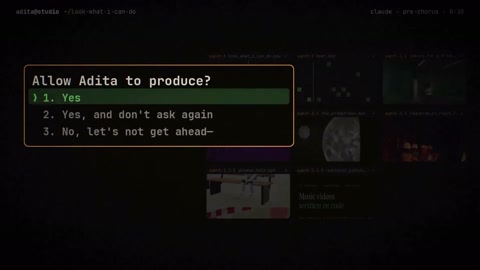 adita@studio ~/look-what-i-can-do
claude · pre-chorus · 0:38
Allow Adita to produce?
❯ 1. Yes
2. Yes, and don't ask again
3. No, let's not get ahead—
Music videos
written in code